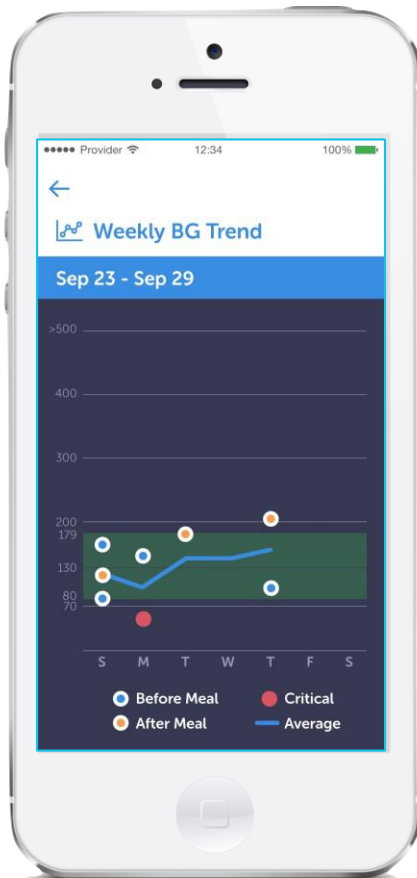 Provider 12:34 100%
Weekly BG Trend
Sep 23 - Sep 29
>500
400
300
200
179
130
80
70
S M T W T F S
Before Meal Critical
After Meal Average